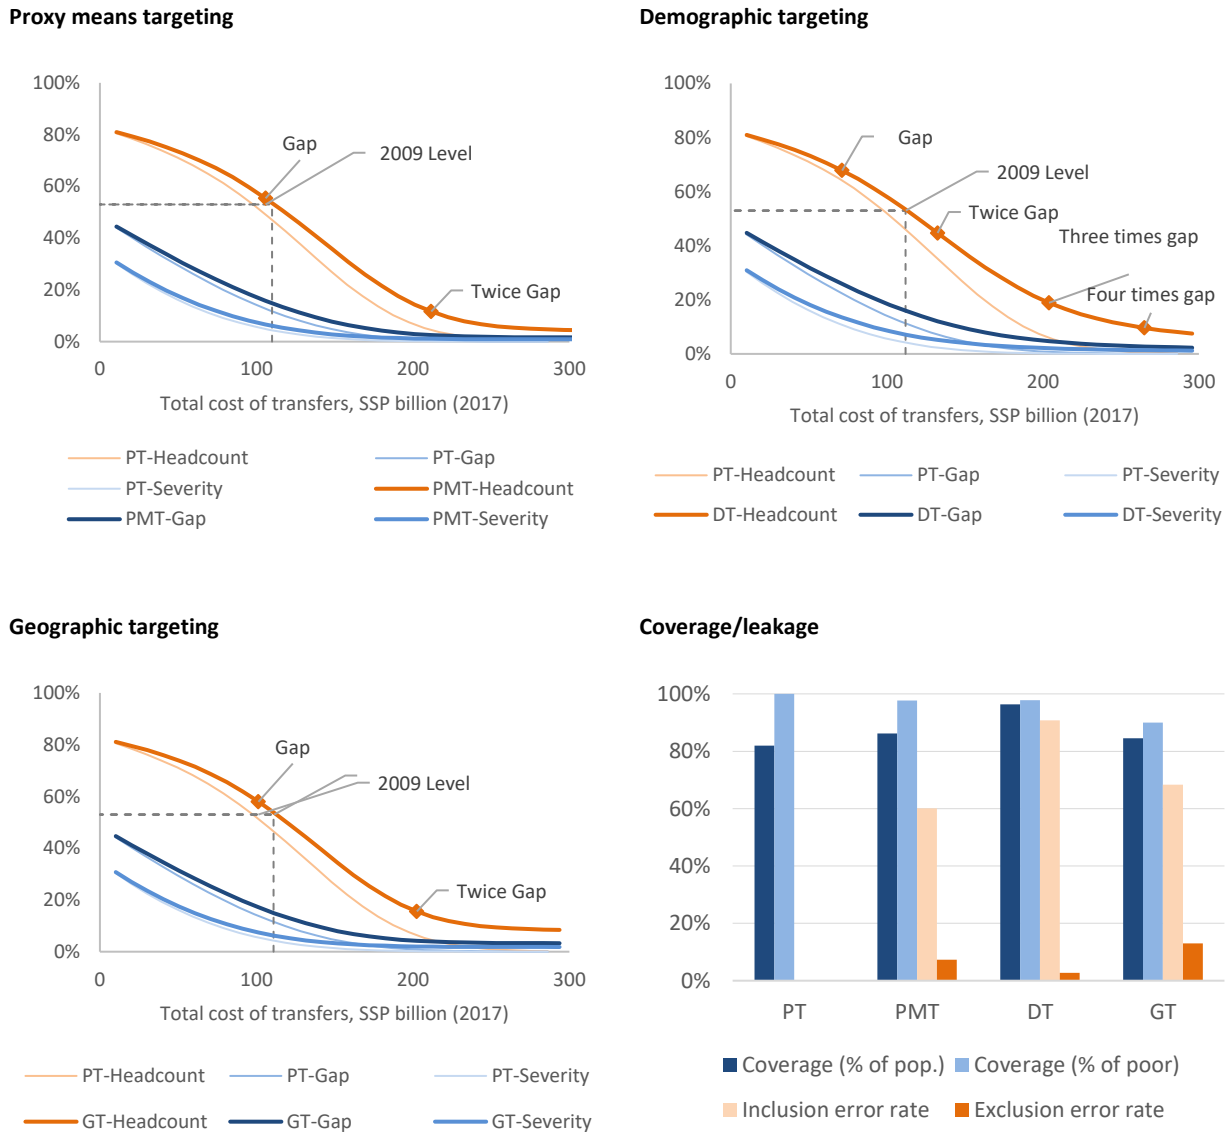 Proxy means targeting
100%
80%
60%
40%
20%
0%
0
100
200
300
Gap
2009 Level
Twice Gap
Total cost of transfers, SSP billion (2017)
PT-Headcount
PT-Gap
PT-Severity
PMT-Headcount
PMT-Gap
PMT-Severity
Demographic targeting
100%
80%
60%
40%
20%
0%
0
100
200
300
Gap
2009 Level
Twice Gap
Three times gap
Four times gap
Total cost of transfers, SSP billion (2017)
PT-Headcount
PT-Gap
PT-Severity
DT-Headcount
DT-Gap
DT-Severity
Geographic targeting
100%
80%
60%
40%
20%
0%
0
100
200
300
Gap
2009 Level
Twice Gap
Total cost of transfers, SSP billion (2017)
PT-Headcount
PT-Gap
PT-Severity
GT-Headcount
GT-Gap
GT-Severity
Coverage/leakage
100%
80%
60%
40%
20%
0%
PT
PMT
DT
GT
Coverage (% of pop.)
Coverage (% of poor)
Inclusion error rate
Exclusion error rate